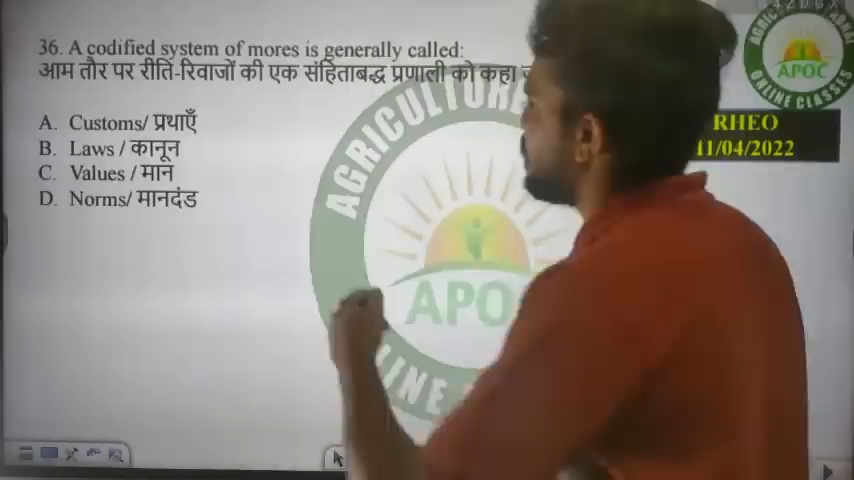 36. A codified system of mores is generally called:
आम तौर पर रीति-रिवाजों की एक संहिताबद्ध प्रणाली को कहा
A. Customs/ प्रथाएँ
B. Laws / कानून
C. Values / मान
D. Norms/ मानदंड
RHEO
11/04/2022
APOC
ONLINE CLASSES
AGRICULTURE
APOC